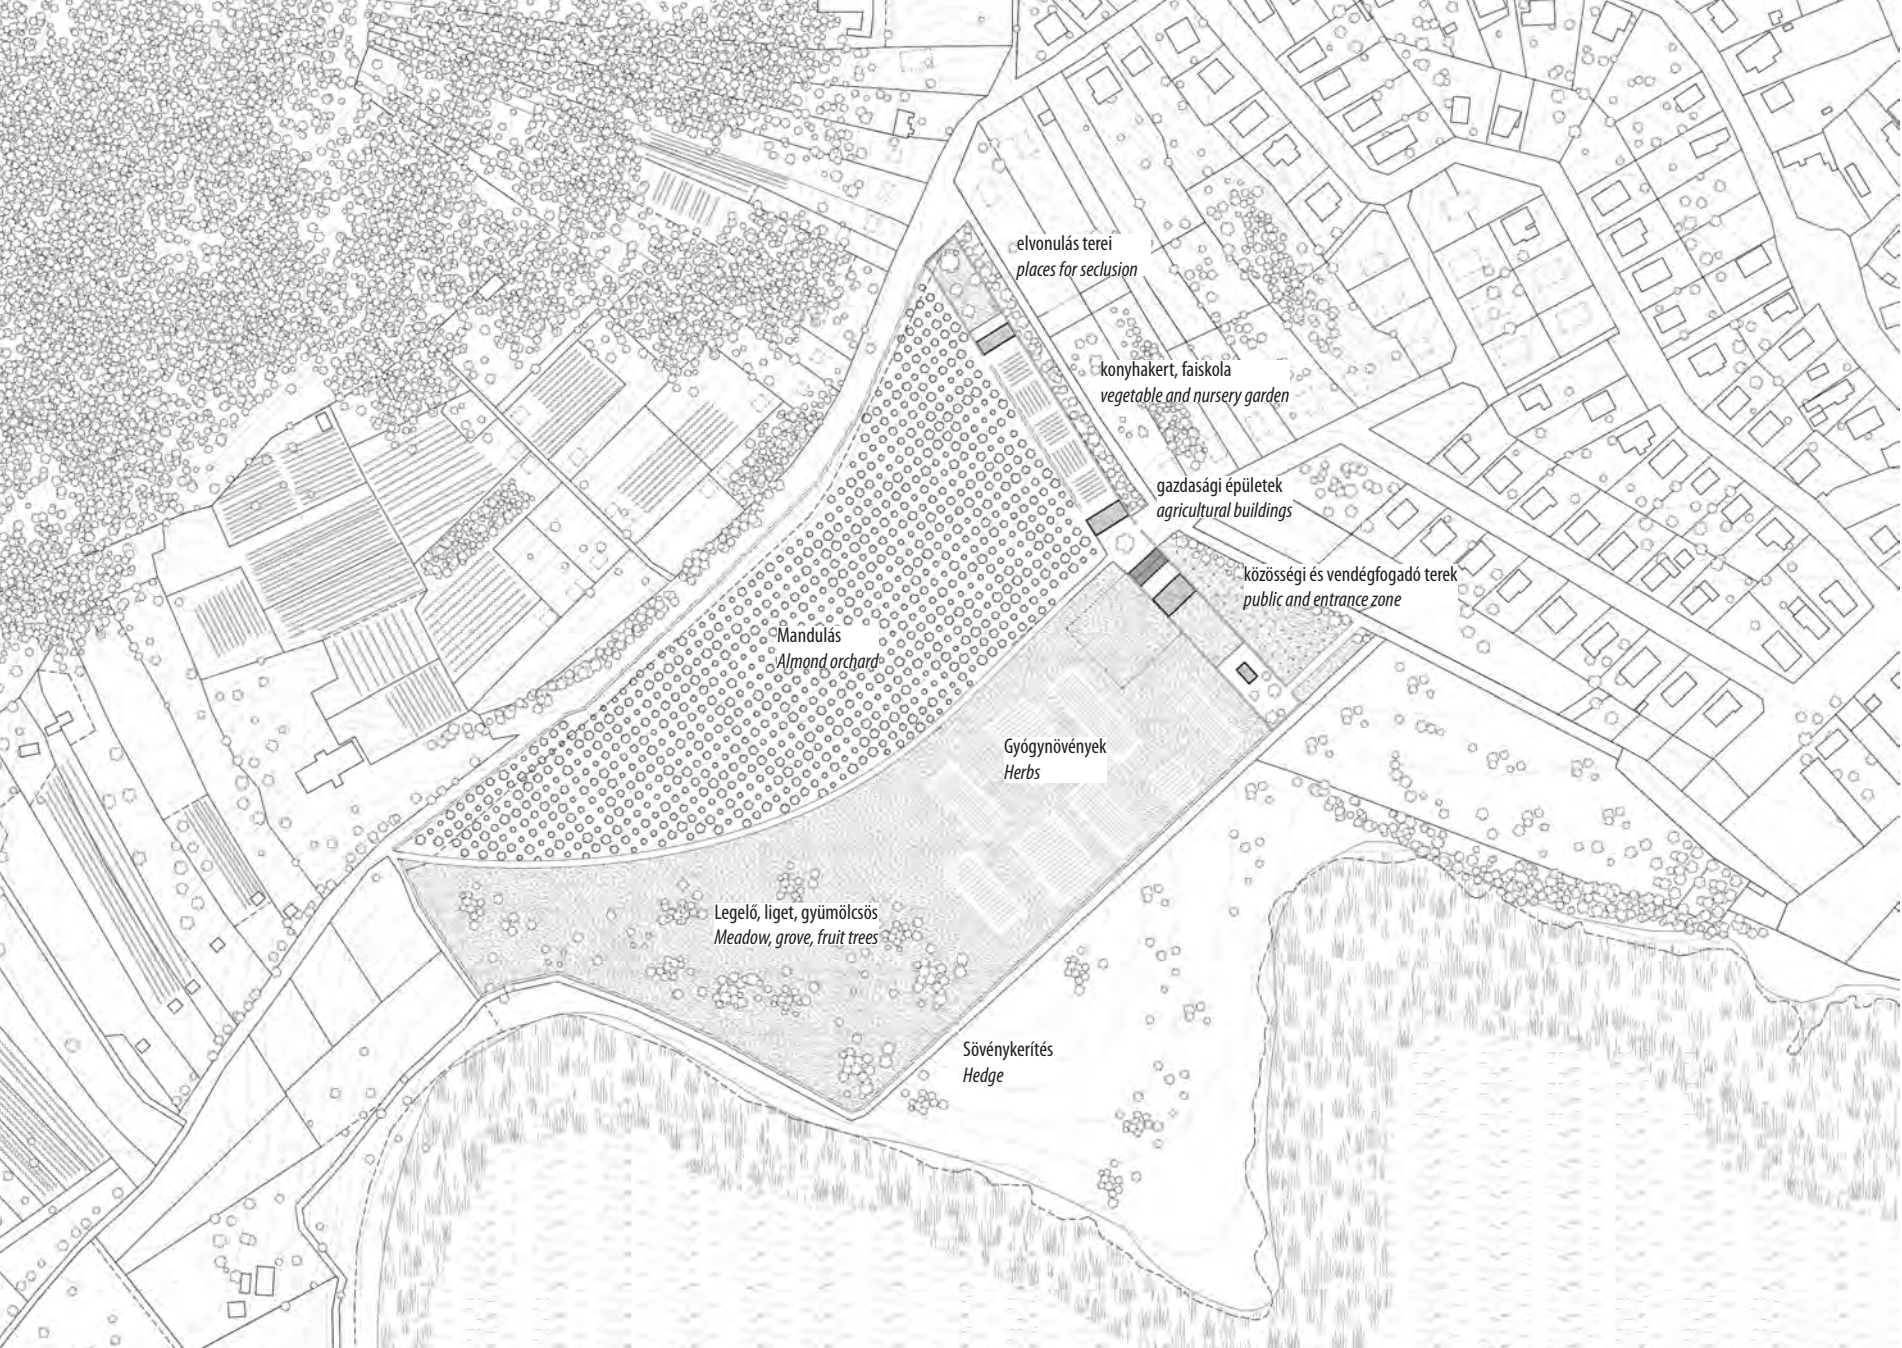 elvonulás terei
places for seclusion
konyhakert, faiskola
vegetable and nursery garden
gazdasági épületek
agricultural buildings
közösségi és vendégfogadó terek
public and entrance zone
Mandulás
Almond orchard
Gyógynövények
Herbs
Legelő, liget, gyümölcsös
Meadow, grove, fruit trees
Sövénykerítés
Hedge